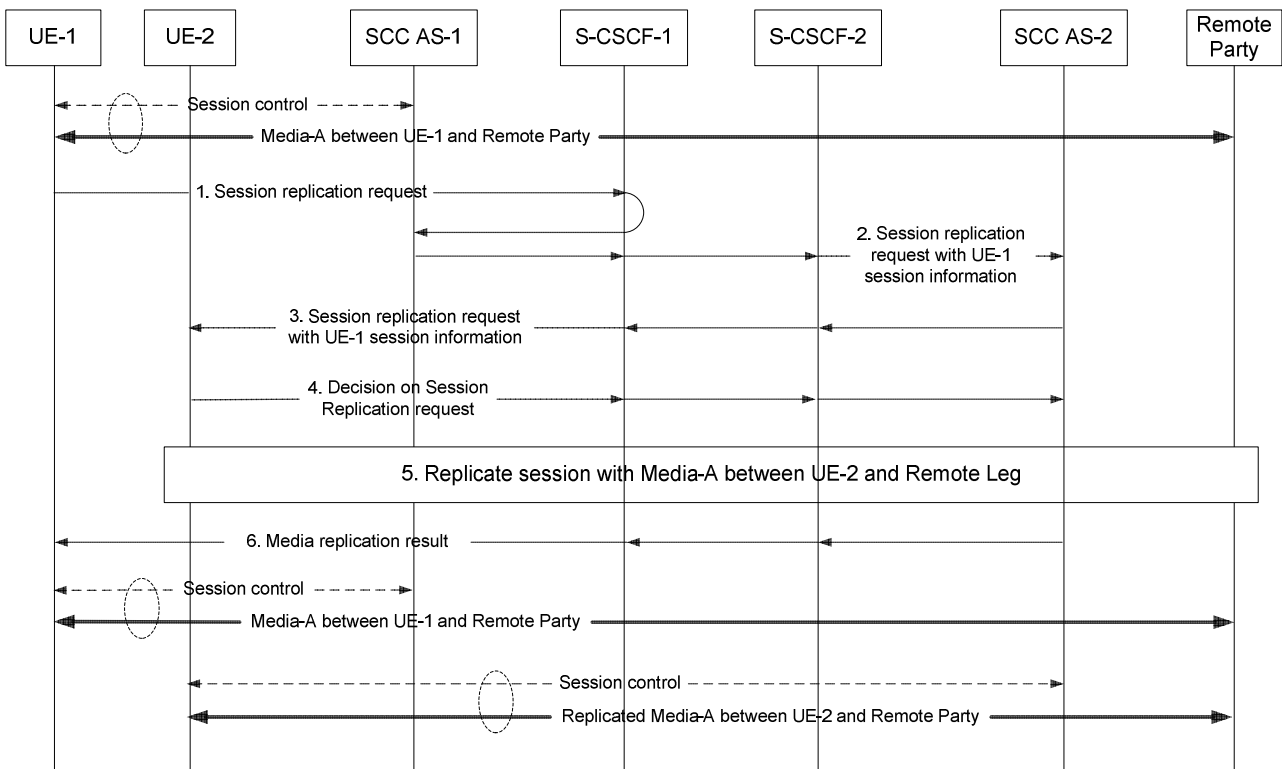 UE-1
UE-2
SCC AS-1
S-CSCF-1
S-CSCF-2
SCC AS-2
Remote
Party
Session control
Media-A between UE-1 and Remote Party
1. Session replication request
2. Session replication
request with UE-1
session information
3. Session replication request
with UE-1 session information
4. Decision on Session
Replication request
5. Replicate session with Media-A between UE-2 and Remote Leg
6. Media replication result
Session control
Media-A between UE-1 and Remote Party
Session control
Replicated Media-A between UE-2 and Remote Party